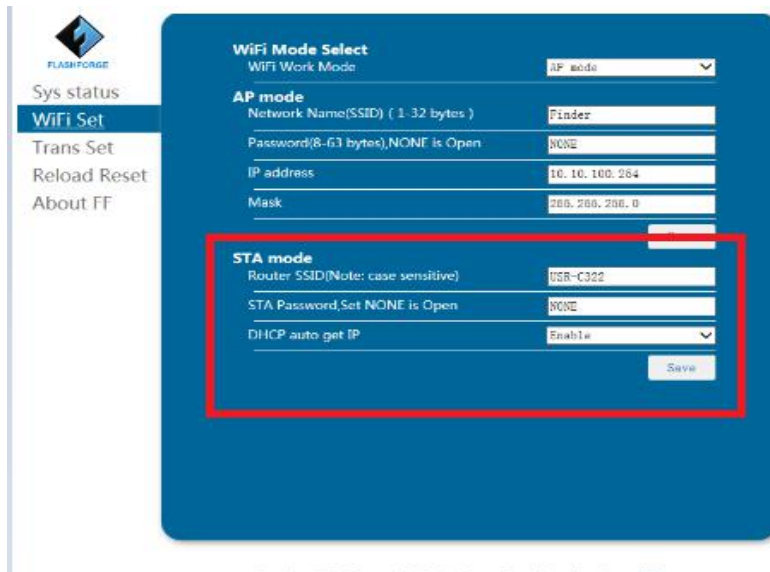 FLASHFORGE
Sys status
WiFi Set
Trans Set
Reload Reset
About FF
WiFi Mode Select
WiFi Work Mode AP mode
AP mode
Network Name(SSID) ( 1-32 bytes ) Finder
Password(8-63 bytes),NONE is Open NONE
IP address 10.10.100.254
Mask 255.255.255.0
STA mode
Router SSID(Note: case sensitive) USR-C322
STA Password,Set NONE is Open NONE
DHCP auto get IP Enable
Save